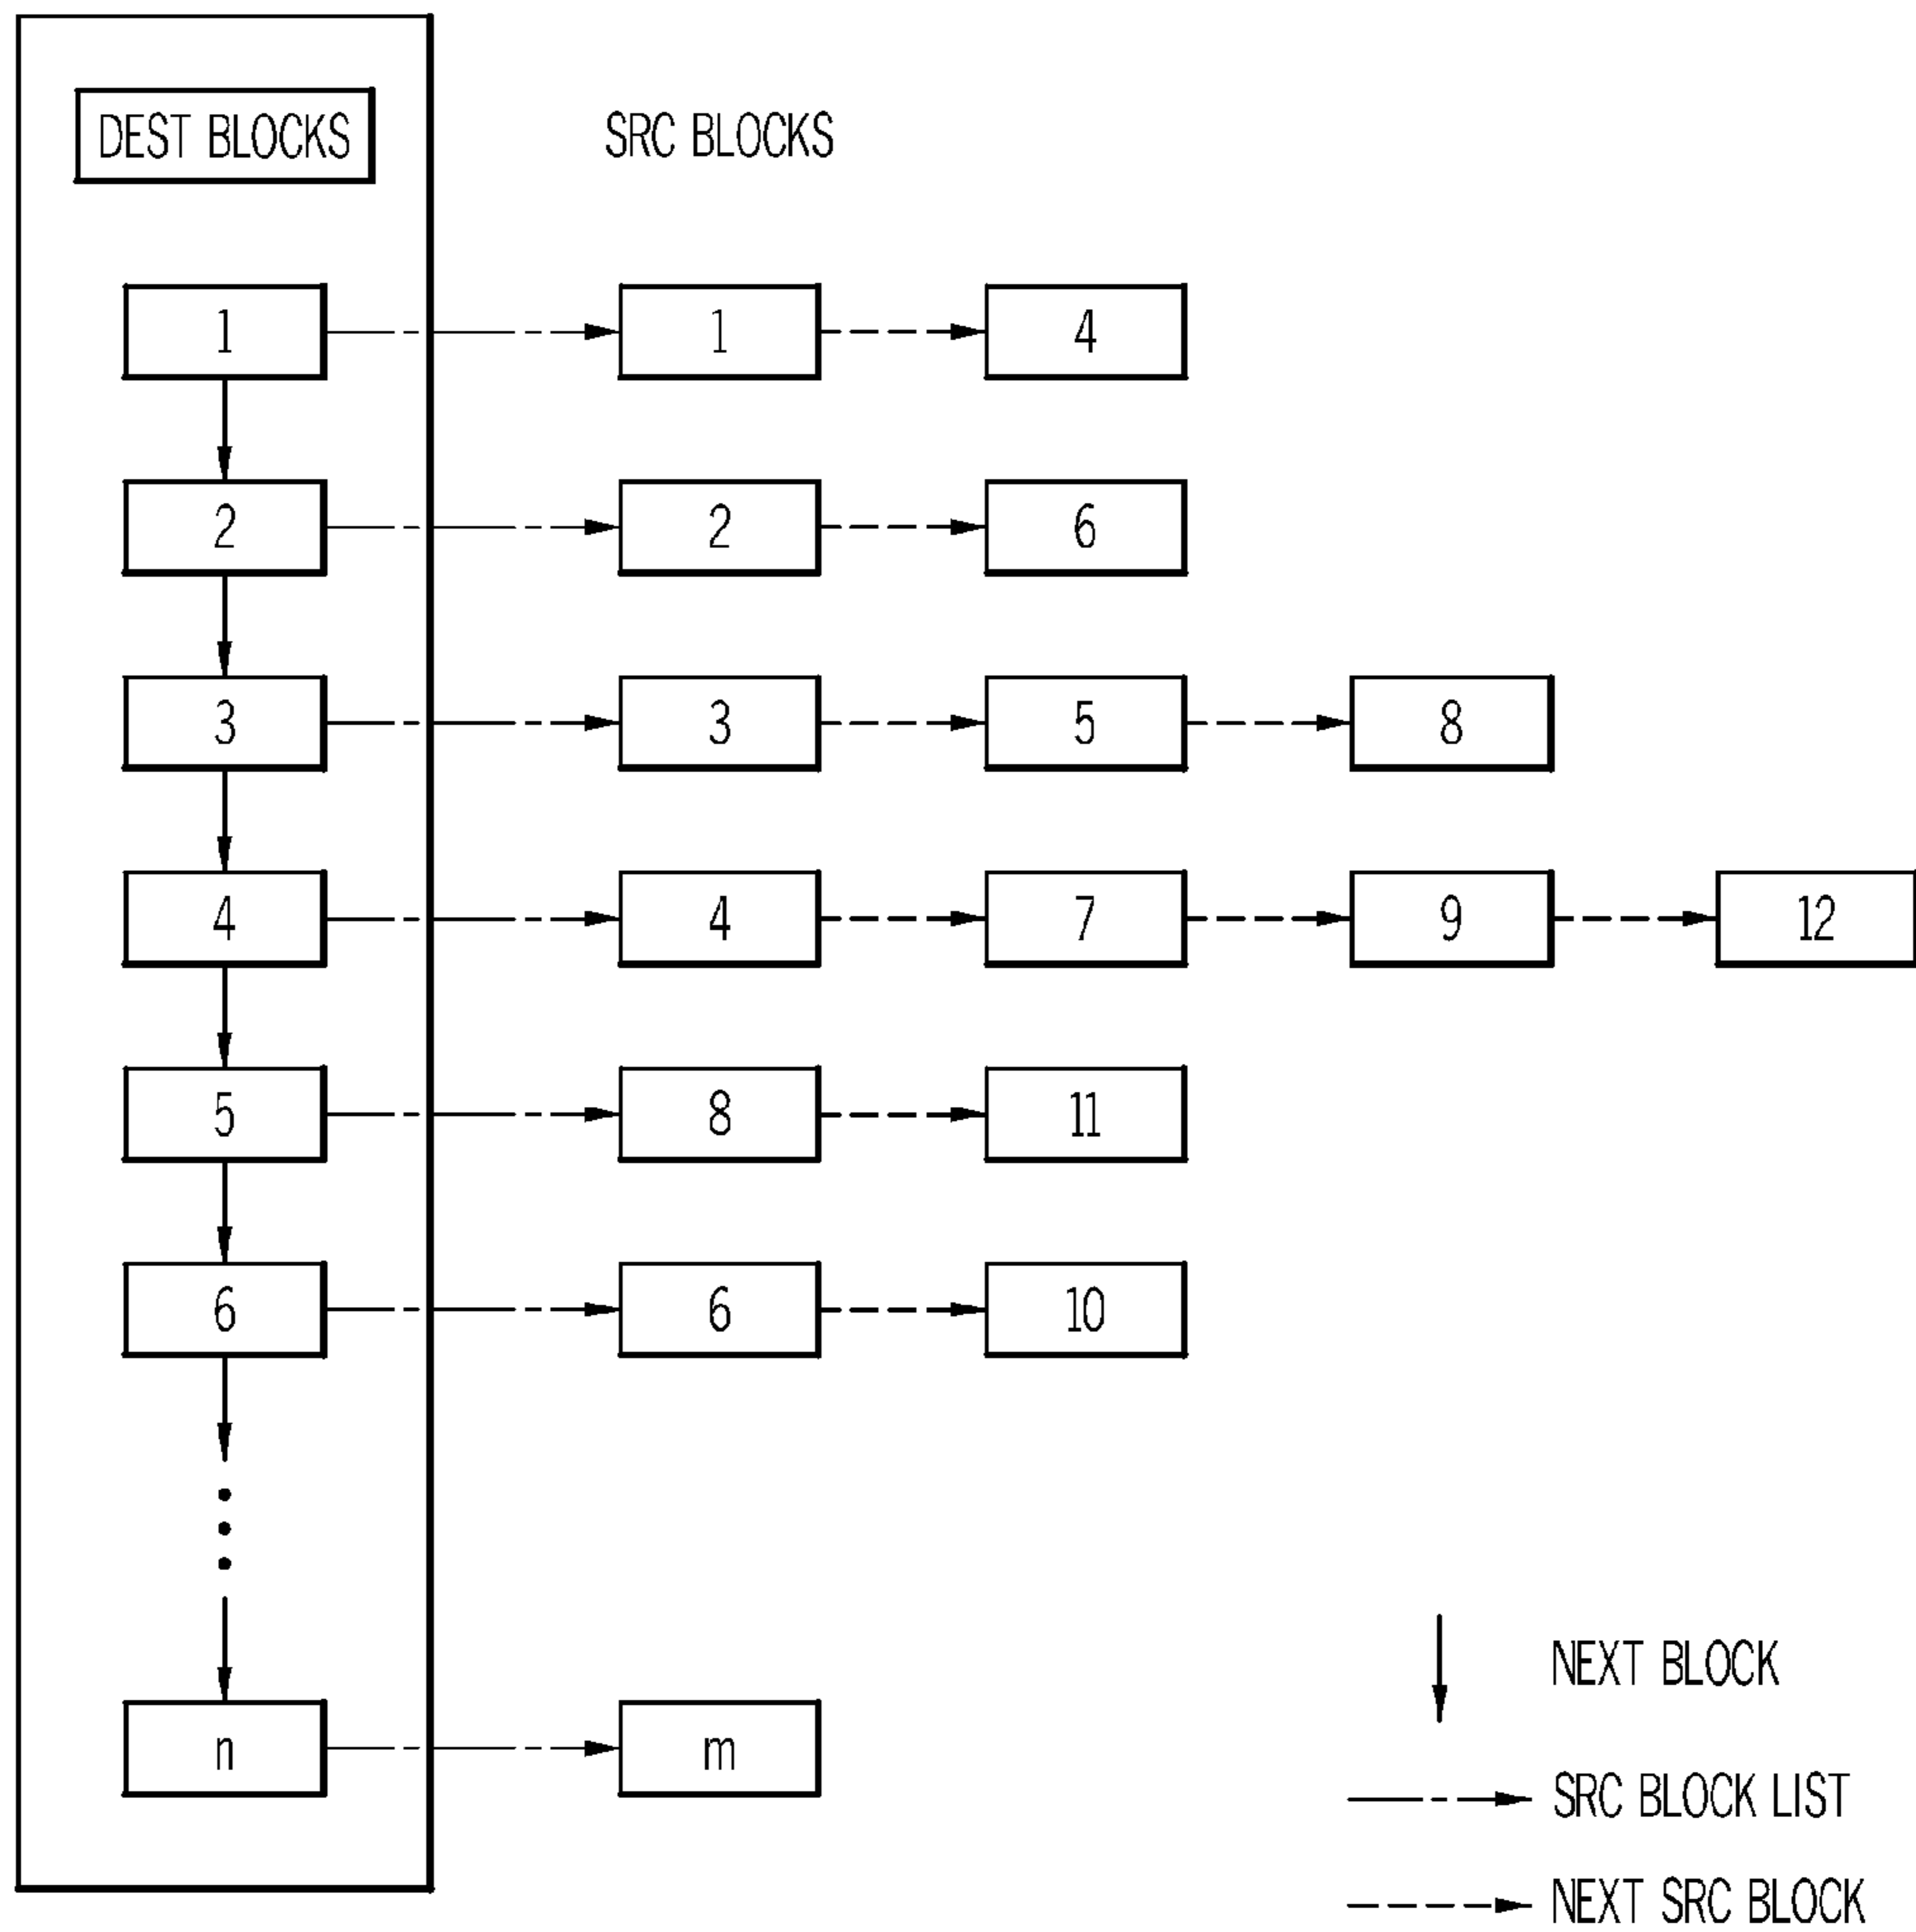 DEST BLOCKS SRC BLOCKS
1 1 4
2 2 6
3 3 5 8
4 4 7 9 12
5 8 11
6 6 10
n m
NEXT BLOCK
SRC BLOCK LIST
NEXT SRC BLOCK